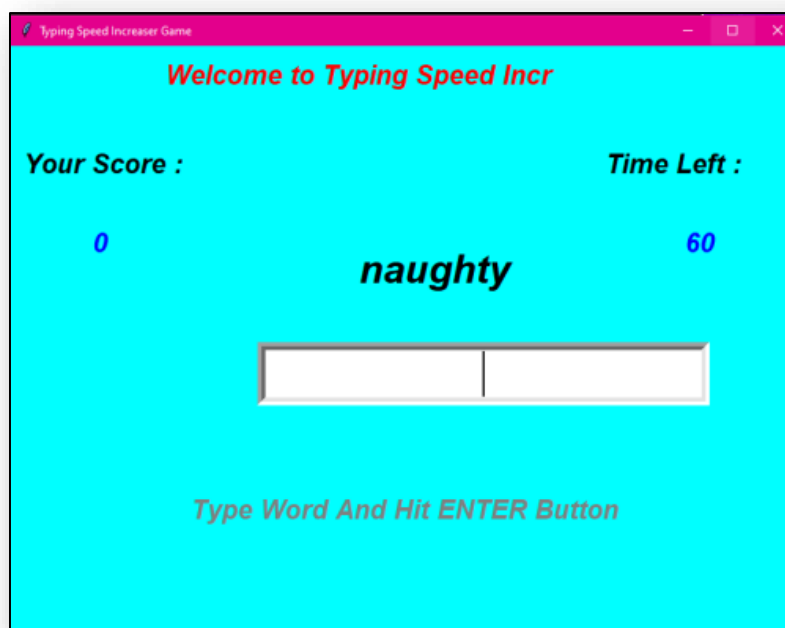 Typing Speed Increaser Game
Welcome to Typing Speed Incr
Your Score :
Time Left :
0
60
naughty
Type Word And Hit ENTER Button